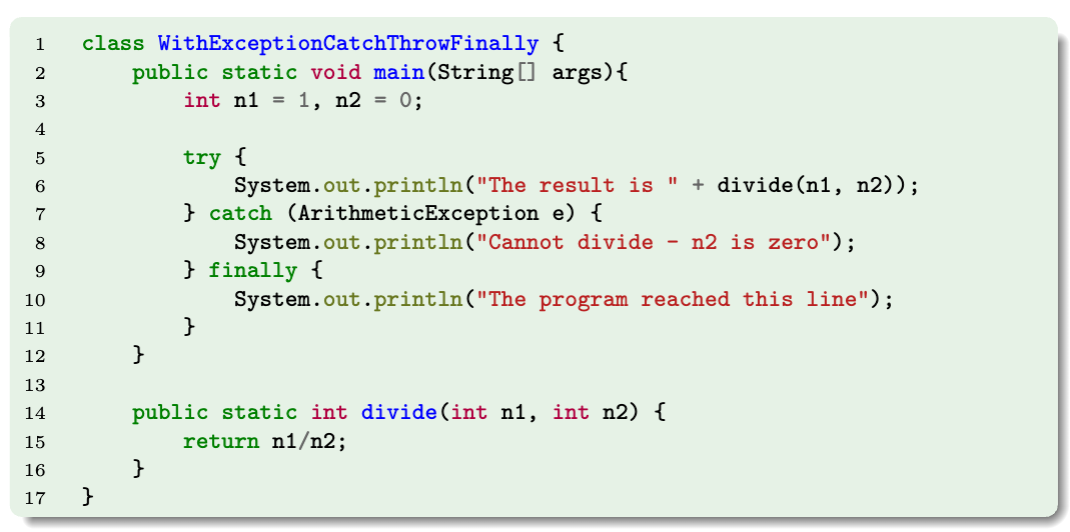 1 class WithExceptionCatchThrowFinally {
2     public static void main(String[] args){
3         int n1 = 1, n2 = 0;
4
5         try {
6             System.out.println("The result is " + divide(n1, n2));
7         } catch (ArithmeticException e) {
8             System.out.println("Cannot divide - n2 is zero");
9         } finally {
10             System.out.println("The program reached this line");
11         }
12     }
13
14     public static int divide(int n1, int n2) {
15         return n1/n2;
16     }
17 }